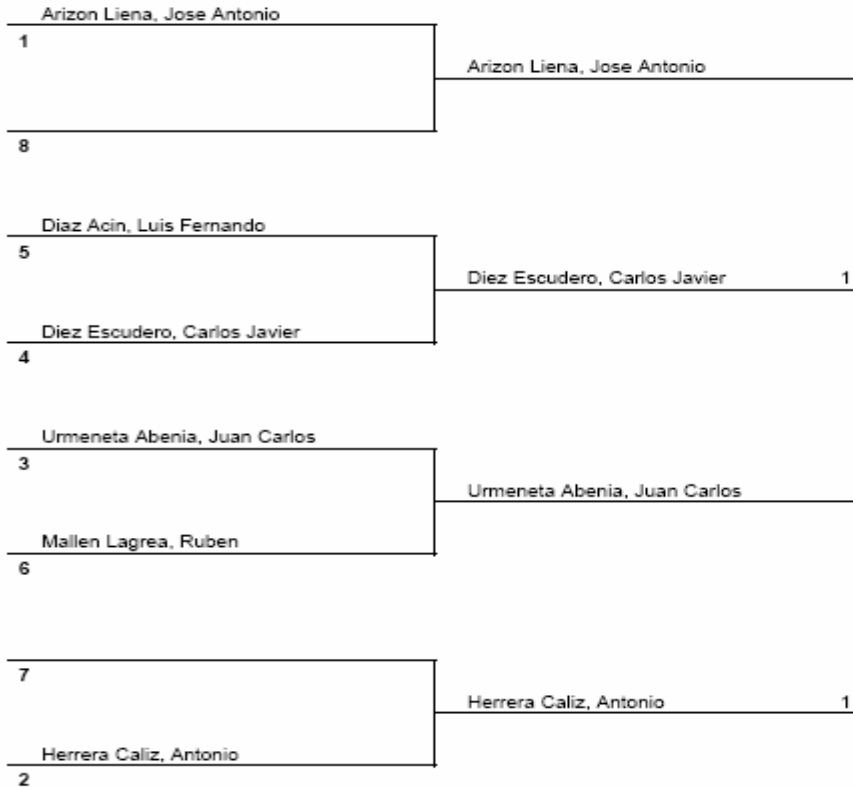 Arizon Liena, Jose Antonio
1
Arizon Liena, Jose Antonio
8
Diaz Acin, Luis Fernando
5
Diez Escudero, Carlos Javier 1
Diez Escudero, Carlos Javier
4
Urmeneta Abenia, Juan Carlos
3
Urmeneta Abenia, Juan Carlos
Mallen Lagrea, Ruben
6
7
Herrera Caliz, Antonio 1
Herrera Caliz, Antonio
2